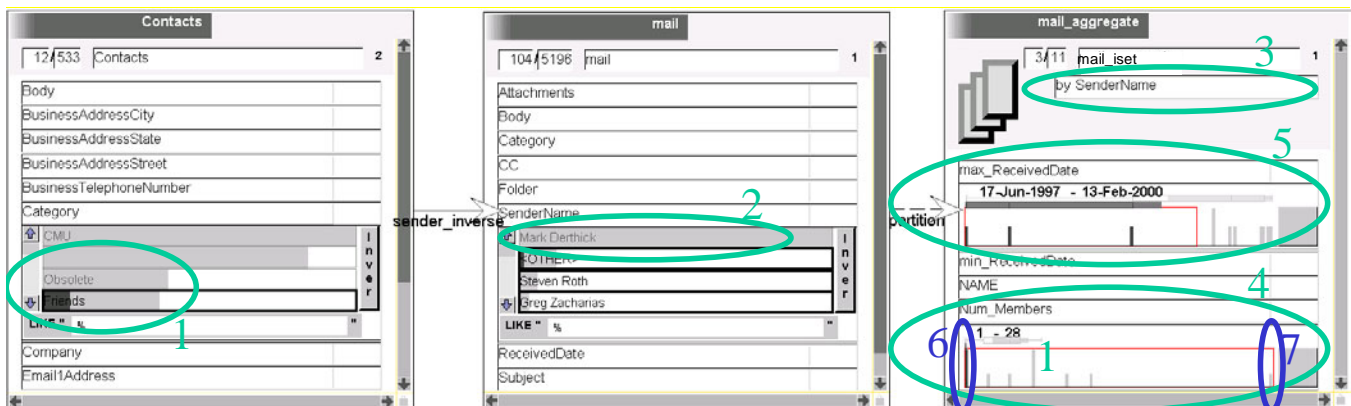 Contacts
12/533 Contacts 2
Body
BusinessAddressCity
BusinessAddressState
BusinessAddressStreet
BusinessTelephoneNumber
Category
CMU
Obsolete
Friends
Inver
LIKE " % "
1
Company
Email1Address
sender_inverse
mail
104/5196 mail 1
Attachments
Body
Category
CC
Folder
SenderName
2
Mark Derthick
<OTHER>
Steven Roth
Greg Zacharias
Inver
LIKE " % "
ReceivedDate
Subject
partition
mail_aggregate
3/11 mail_iset 1
3
by SenderName
5
max_ReceivedDate
17-Jun-1997 - 13-Feb-2000
min_ReceivedDate
NAME
4
Num_Members
1 - 28
6 1 7